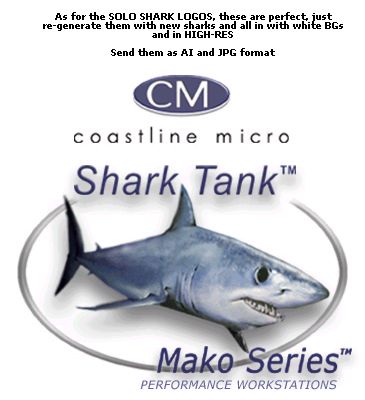 As for the SOLO SHARK LOGOS, these are perfect, just
re-generate them with new sharks and all in with white BGs
and in HIGH-RES
Send them as AI and JPG format
CM
coastline micro
Shark Tank™
Mako Series™
PERFORMANCE WORKSTATIONS